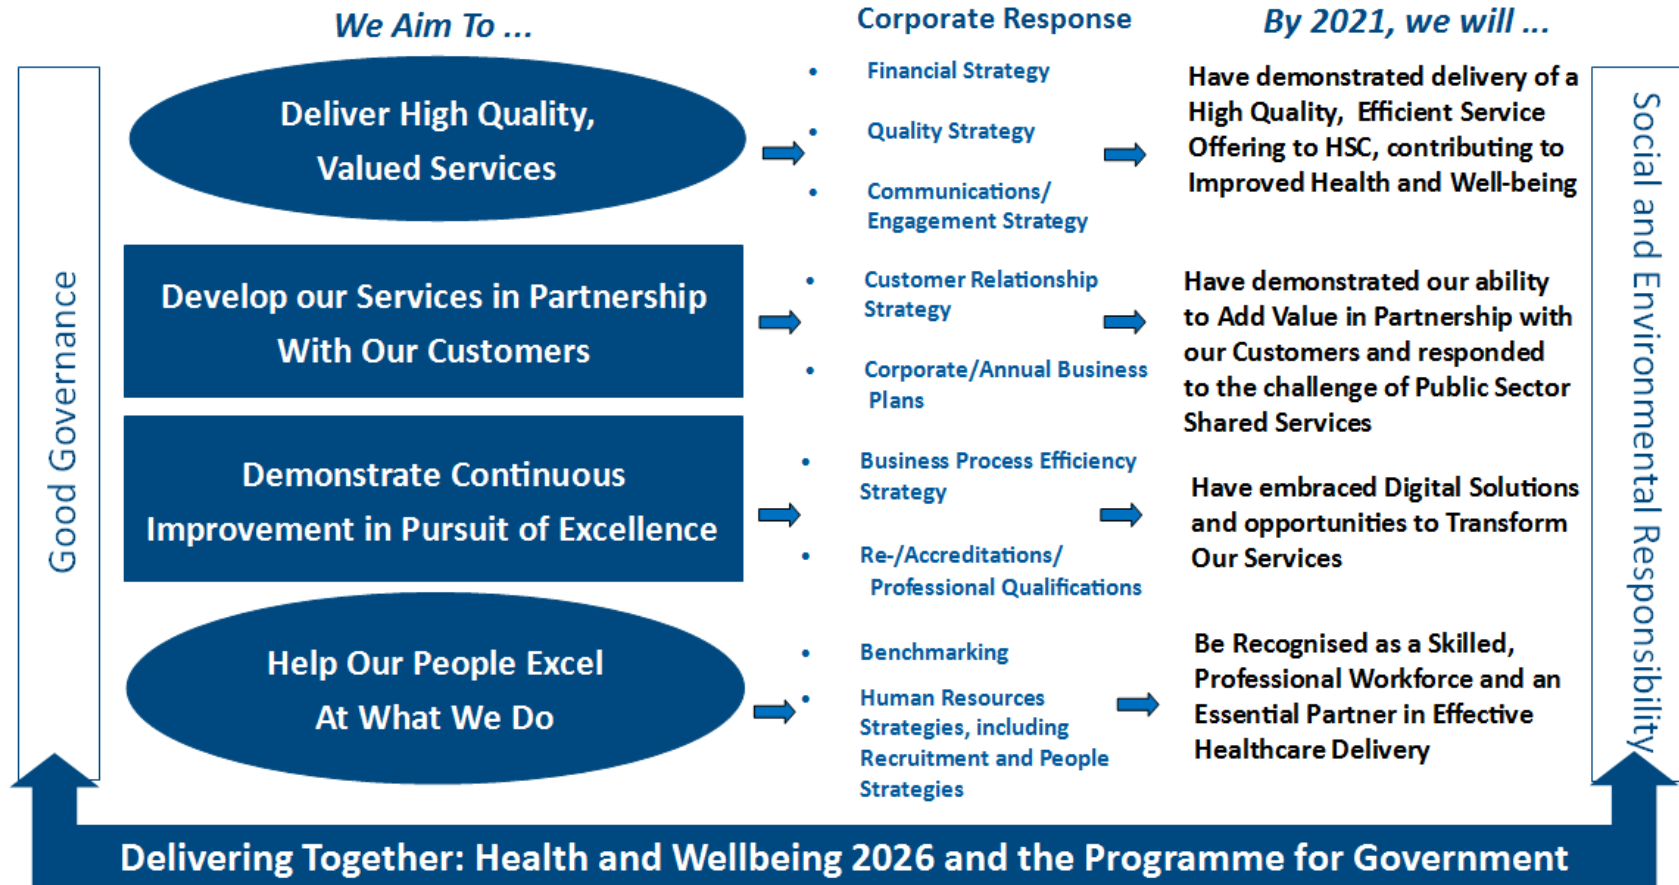 We Aim To ...
Corporate Response
By 2021, we will ...
Good Governance
Deliver High Quality,
Valued Services
• Financial Strategy
• Quality Strategy
• Communications/
Engagement Strategy
Have demonstrated delivery of a
High Quality, Efficient Service
Offering to HSC, contributing to
Improved Health and Well-being
Develop our Services in Partnership
With Our Customers
• Customer Relationship
Strategy
• Corporate/Annual Business
Plans
Have demonstrated our ability
to Add Value in Partnership with
our Customers and responded
to the challenge of Public Sector
Shared Services
Demonstrate Continuous
Improvement in Pursuit of Excellence
• Business Process Efficiency
Strategy
• Re-/Accreditations/
Professional Qualifications
Have embraced Digital Solutions
and opportunities to Transform
Our Services
Help Our People Excel
At What We Do
• Benchmarking
• Human Resources
Strategies, including
Recruitment and People
Strategies
Be Recognised as a Skilled,
Professional Workforce and an
Essential Partner in Effective
Healthcare Delivery
Social and Environmental Responsibility
Delivering Together: Health and Wellbeing 2026 and the Programme for Government